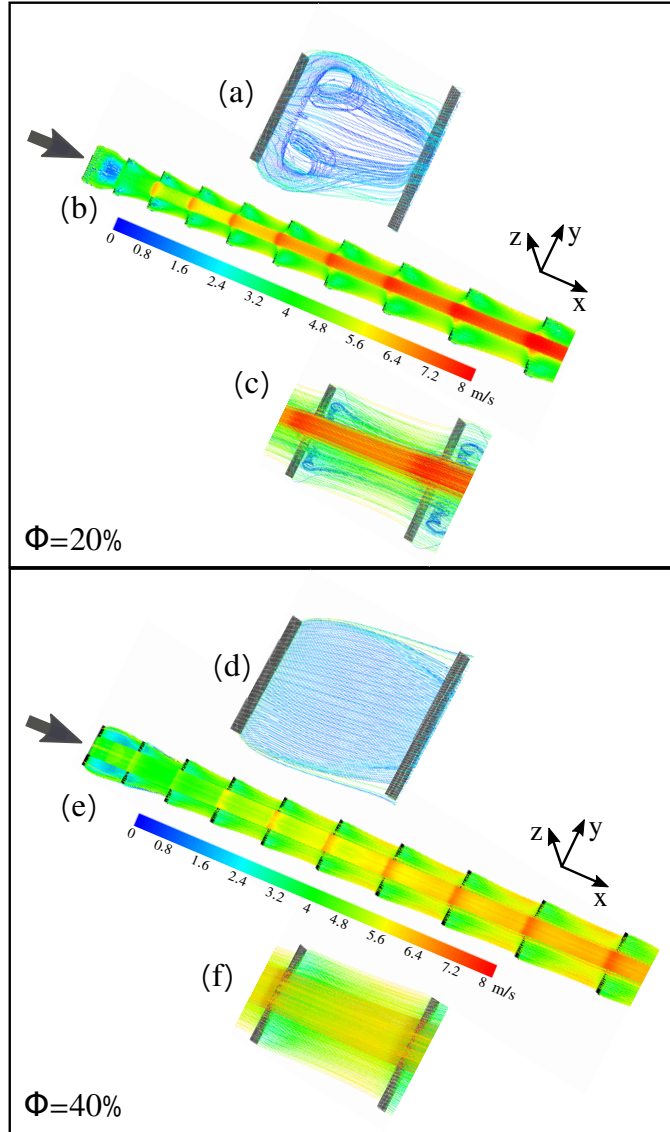 (a)
(b)
z y
x
0 0.8 1.6 2.4 3.2 4 4.8 5.6 6.4 7.2 8 m/s
(c)
Φ=20%
(d)
(e)
z y
x
0 0.8 1.6 2.4 3.2 4 4.8 5.6 6.4 7.2 8 m/s
(f)
Φ=40%